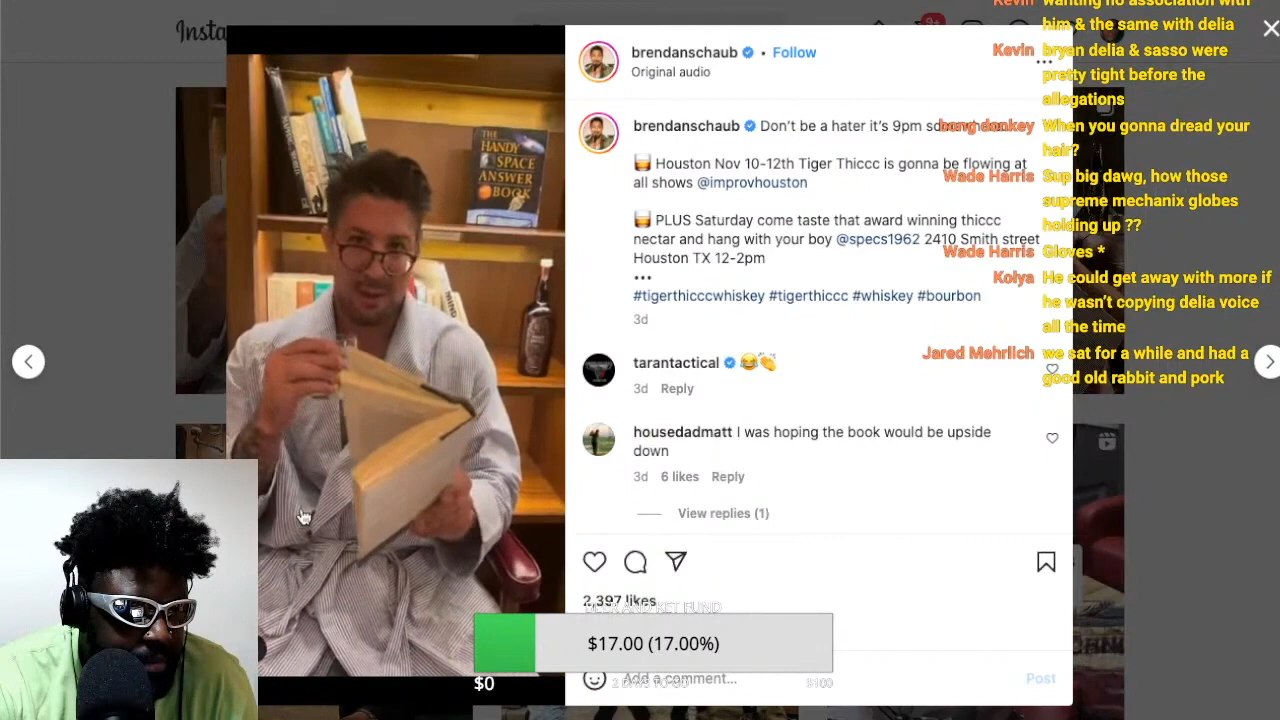 Insta
9+
brendanschaub • Follow
Original audio
brendanschaub Don't be a hater it's 9pm
🥃 Houston Nov 10-12th Tiger Thiccc is gonna be flowing at
all shows @improvhouston
🥃 PLUS Saturday come taste that award winning thiccc
nectar and hang with your boy @specs1962 2410 Smith street
Houston TX 12-2pm
•••
#tigerthicccwhiskey #tigerthiccc #whiskey #bourbon
3d
tarantactical 😂👏
3d Reply
housedadmatt I was hoping the book would be upside
down
3d 6 likes Reply
View replies (1)
2,397 likes
Add a comment...
Post
THE
HANDY
SPACE
ANSWER
BOOK
Kevin wanting no association with
him & the same with delia
Kevin bryan delia & sasso were
pretty tight before the
allegations
bong donkey When you gonna dread your
hair?
Wade Harris Sup big dawg, how those
supreme mechanix globes
holding up ??
Wade Harris Gloves *
Kolya He could get away with more if
he wasn't copying delia voice
all the time
Jared Mehrlich we sat for a while and had a
good old rabbit and pork
$17.00 (17.00%)
$0
2 DAYS TO GO
$100